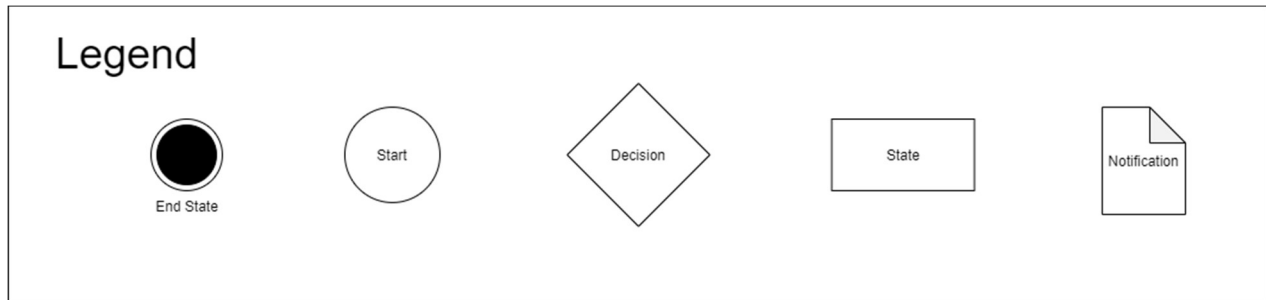 Legend
Start
Decision
State
Notification
End State